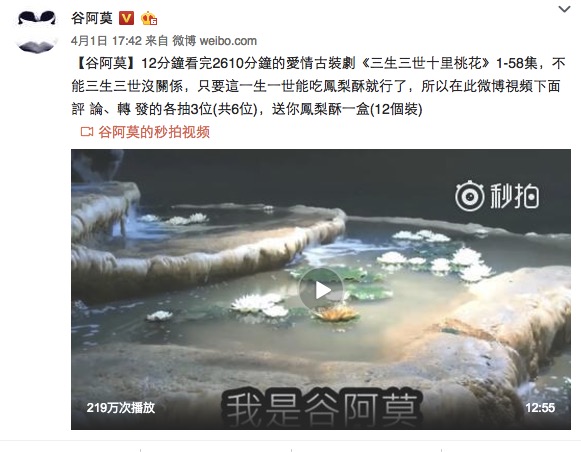 谷阿莫
4月1日 17:42 来自 微博 weibo.com
【谷阿莫】12分鐘看完2610分鐘的愛情古裝劇《三生三世十里桃花》1-58集，不
能三生三世沒關係，只要這一生一世能吃鳳梨酥就行了，所以在此微博視頻下面
評 論、轉 發的各抽3位(共6位)，送你鳳梨酥一盒(12個裝)
谷阿莫的秒拍视频
秒拍
219万次播放
我是谷阿莫
12:55